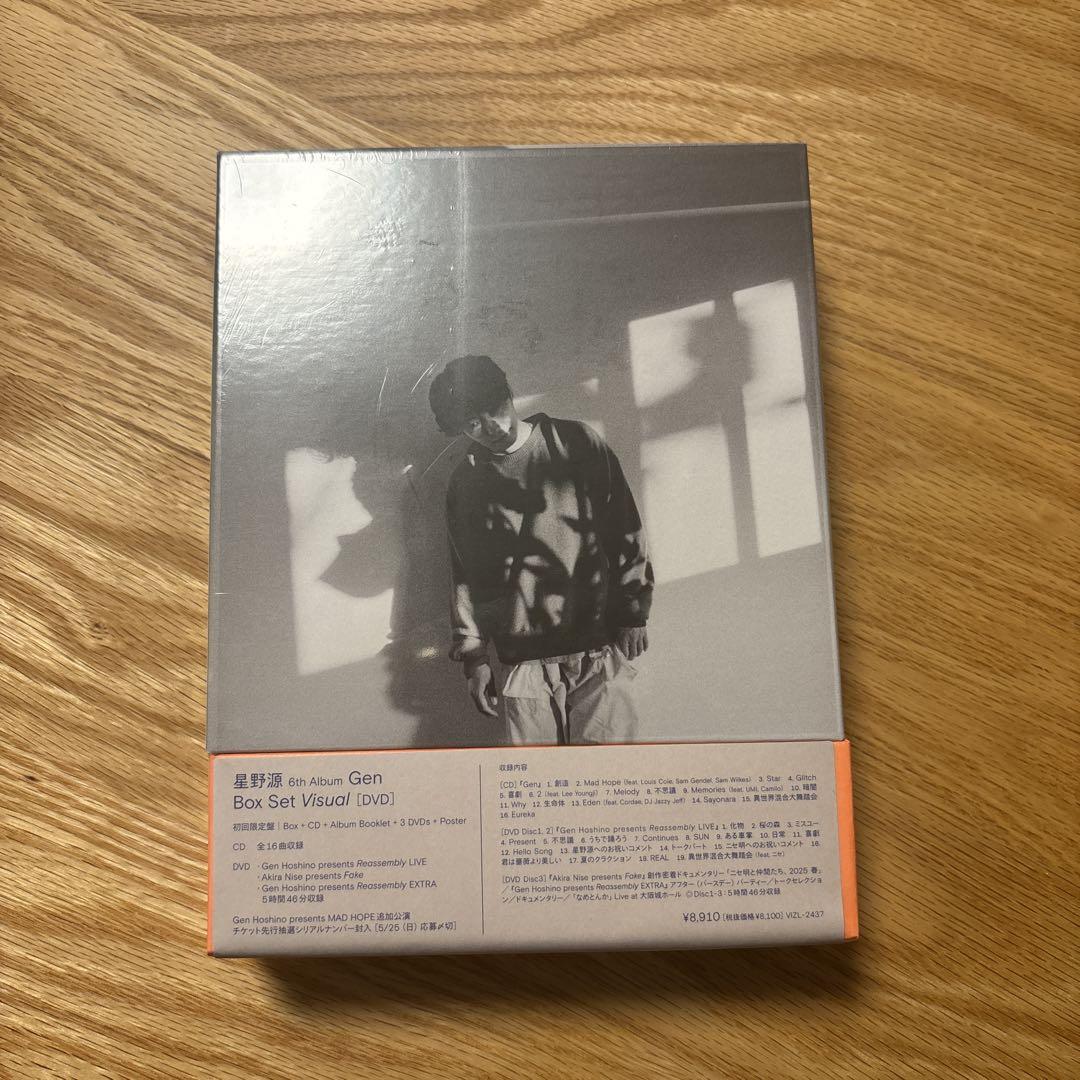 星野源 6th Album Gen
Box Set Visual [DVD]
初回限定盤 | Box + CD + Album Booklet + 3 DVDs + Poster
CD 全16曲収録
DVD ・Gen Hoshino presents Reassembly LIVE
・Akira Nise presents Fake
・Gen Hoshino presents Reassembly EXTRA
5時間46分収録
Gen Hoshino presents MAD HOPE 追加公演
チケット先行抽選シリアルナンバー封入 [5/25 (日) 応募〆切]
収録内容
[CD]『Gen』 1. 創造 2. Mad Hope (feat. Louis Cole, Sam Gendel, Sam Wilkes) 3. Star 4. Glitch
5. 喜劇 6. 2 (feat. Lee Youngji) 7. Melody 8. 不思議 9. Memories (feat. UMI, Camilo) 10. 暗闇
11. Why 12. 生命体 13. Eden (feat. Cordae, DJ Jazzy Jeff) 14. Sayonara 15. 異世界混合大舞踏会
16. Eureka
[DVD Disc1, 2]『Gen Hoshino presents Reassembly LIVE』 1. 化物 2. 桜の森 3. ミスユー
4. Present 5. 不思議 6. うちで踊ろう 7. Continues 8. SUN 9. ある車掌 10. 日常 11. 喜劇
12. Hello Song 13. 星野源へのお祝いコメント 14. トークパート 15. ニセ明へのお祝いコメント 16.
君は薔薇より美しい 17. 夏のクラクション 18. REAL 19. 異世界混合大舞踏会 (feat. ニセ)
[DVD Disc3]『Akira Nise presents Fake』創作密着ドキュメンタリー「ニセ明と仲間たち、2025 春」
/『Gen Hoshino presents Reassembly EXTRA』アフター (バースデー) パーティー/トークセレクショ
ン/ドキュメンタリー/「なめとんか」Live at 大阪城ホール ◎Disc1-3：5時間46分収録
¥8,910 [税抜価格 ¥8,100] VIZL-2437